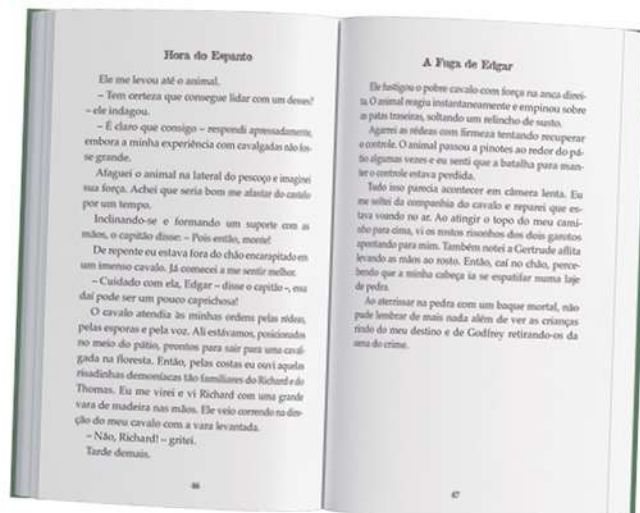 Hora do Espanto
Ele me levou até o animal.
– Tem certeza que consegue lidar com um desses?
– ele indagou.
– É claro que consigo – respondi apressadamente,
embora a minha experiência com cavalgadas não fos-
se grande.
Afaguei o animal na lateral do pescoço e imaginei
sua força. Achei que seria bom me afastar do castelo
por um tempo.
Inclinando-se e formando um suporte com as
mãos, o capitão disse: – Pois então, monte!
De repente eu estava fora do chão encarapitado em
um imenso cavalo. Já comecei a me sentir melhor.
– Cuidado com ela, Edgar – disse o capitão –, essa
daí pode ser um pouco caprichosa!
O cavalo atendia às minhas ordens pelas rédeas,
pelas esporas e pela voz. Ali estávamos, posicionados
no meio do pátio, prontos para sair para uma caval-
gada na floresta. Então, pelas costas eu ouvi aquelas
risadinhas demoníacas tão familiares do Richard e do
Thomas. Eu me virei e vi Richard com uma grande
vara de madeira nas mãos. Ele veio correndo na dire-
ção do meu cavalo com a vara levantada.
– Não, Richard! – gritei.
Tarde demais.
46
A Fuga de Edgar
Ele fustigou o pobre cavalo com força na anca direi-
ta. O animal reagiu instantaneamente e empinou sobre
as patas traseiras, soltando um relincho de susto.
Agarrei as rédeas com firmeza tentando recuperar
o controle. O animal passou a pinotes ao redor do pá-
tio algumas vezes e eu senti que a batalha para man-
ter o controle estava perdida.
Tudo isso parecia acontecer em câmera lenta. Eu
me soltei da companhia do cavalo e reparei que es-
tava voando no ar. Ao atingir o topo do meu cami-
nho para cima, vi os rostos risonhos dos dois garotos
apontando para mim. Também notei a Gertrude aflita
levando as mãos ao rosto. Então, caí no chão, perce-
bendo que a minha cabeça ia se espatifar numa laje
de pedra.
Ao aterrissar na pedra com um baque mortal, não
pude lembrar de mais nada além de ver as crianças
rindo do meu destino e de Godfrey retirando-os da
cena do crime.
47